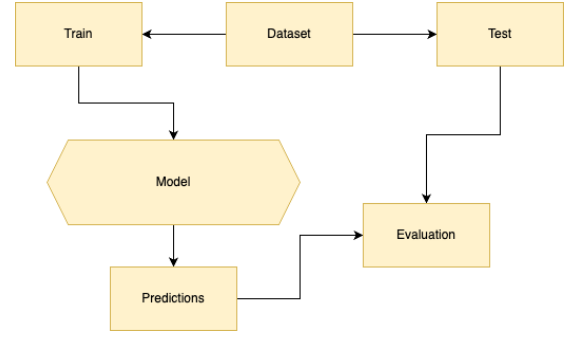 Train
Dataset
Test
Model
Evaluation
Predictions